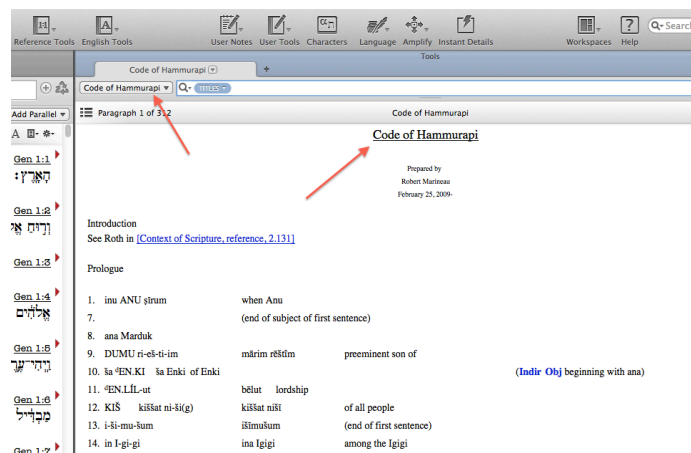 Reference Tools English Tools User Notes User Tools Characters Language Amplify Instant Details Workspaces Help
Search
Tools
Code of Hammurapi +
Code of Hammurapi TITLES
Add Parallel
Paragraph 1 of 312 Code of Hammurapi
Gen 1:1
הָאָֽרֶץ׃
Gen 1:2
Gen 1:3
Gen 1:4
אֱלֹהִים
Gen 1:5
Gen 1:6
מַבְדִּיל
Gen 1:7
Code of Hammurapi
Prepared by
Robert Marineau
February 25, 2009-
Introduction
See Roth in [Context of Scripture, reference, 2.131]
Prologue
1. inu ANU ṣīrum when Anu
7. (end of subject of first sentence)
8. ana Marduk
9. DUMU ri-eš-ti-im mārim rēštîm preeminent son of
10. ša ᵈEN.KI ša Enki of Enki (Indir Obj beginning with ana)
11. ᵈEN.LÍL-ut bēlut lordship
12. KIŠ kiššat ni-ši(g) kiššat nišī of all people
13. i-ši-mu-šum išīmušum (end of first sentence)
14. in I-gi-gi ina Igigi among the Igigi